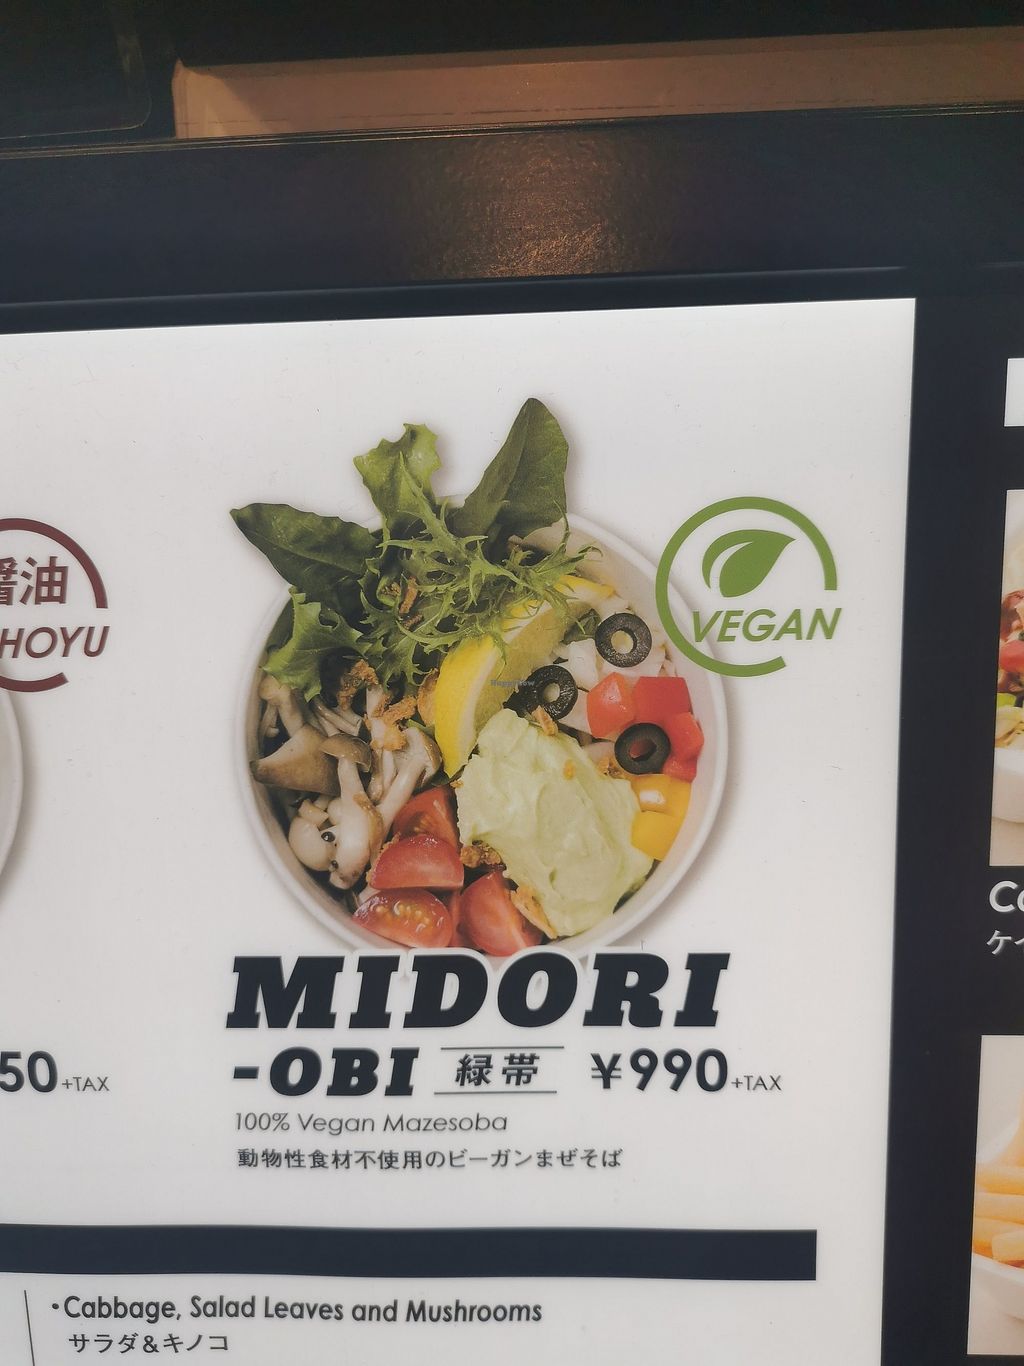 醤油
HOYU
VEGAN
HappyCow
MIDORI
-OBI 緑帯 ¥990+TAX
50+TAX
100% Vegan Mazesoba
動物性食材不使用のビーガンまぜそば
・Cabbage, Salad Leaves and Mushrooms
サラダ&キノコ